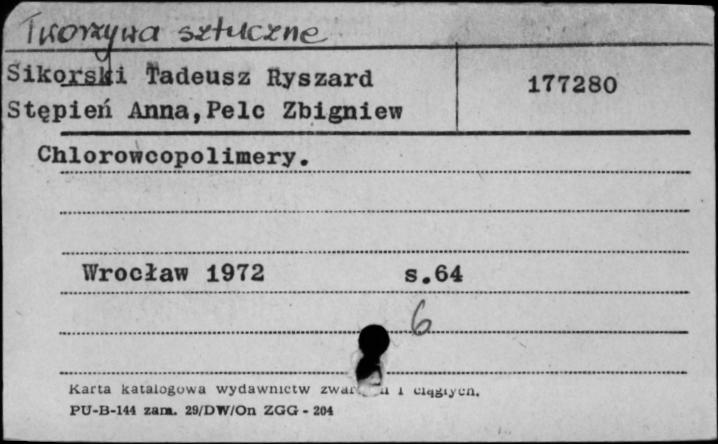 Tworzywa sztuczne
Sikorski Tadeusz Ryszard
177280
Stępień Anna,Pelc Zbigniew
Chlorowcopolimery.
Wrocław 1972 s.64
6
Karta katalogowa wydawnictw i ciągłych.
PU-B-144 zam. 29/DW/On ZGG - 204